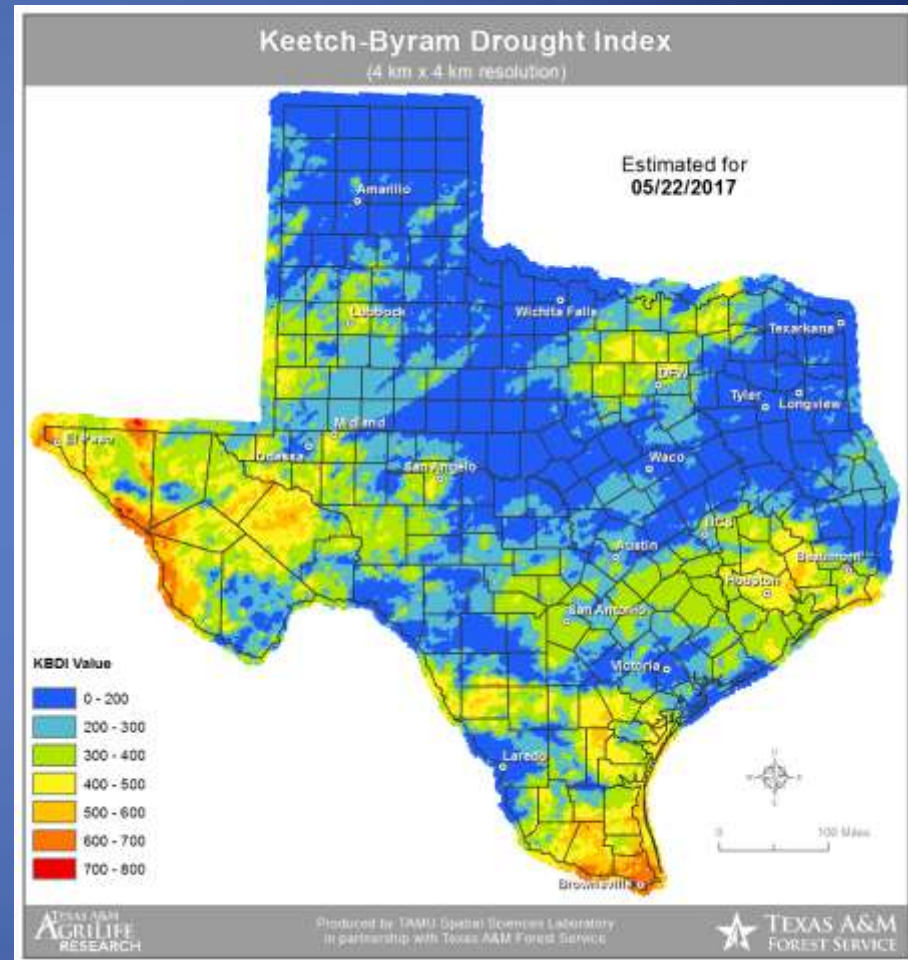 Keetch-Byram Drought Index
(4 km x 4 km resolution)
Estimated for
05/22/2017
Amarillo
Lubbock
Wichita Falls
Texarkana
DFW
Tyler
Longview
El Paso
Midland
Odessa
San Angelo
Waco
BCS
Austin
Beaumont
Houston
San Antonio
Victoria
Laredo
Brownsville
KBDI Value
0 - 200
200 - 300
300 - 400
400 - 500
500 - 600
600 - 700
700 - 800
N
W
E
S
0 100 Miles
TEXAS A&M
AGRILIFE
RESEARCH
Produced by TAMU Spatial Sciences Laboratory
in partnership with Texas A&M Forest Service
TEXAS A&M
FOREST SERVICE